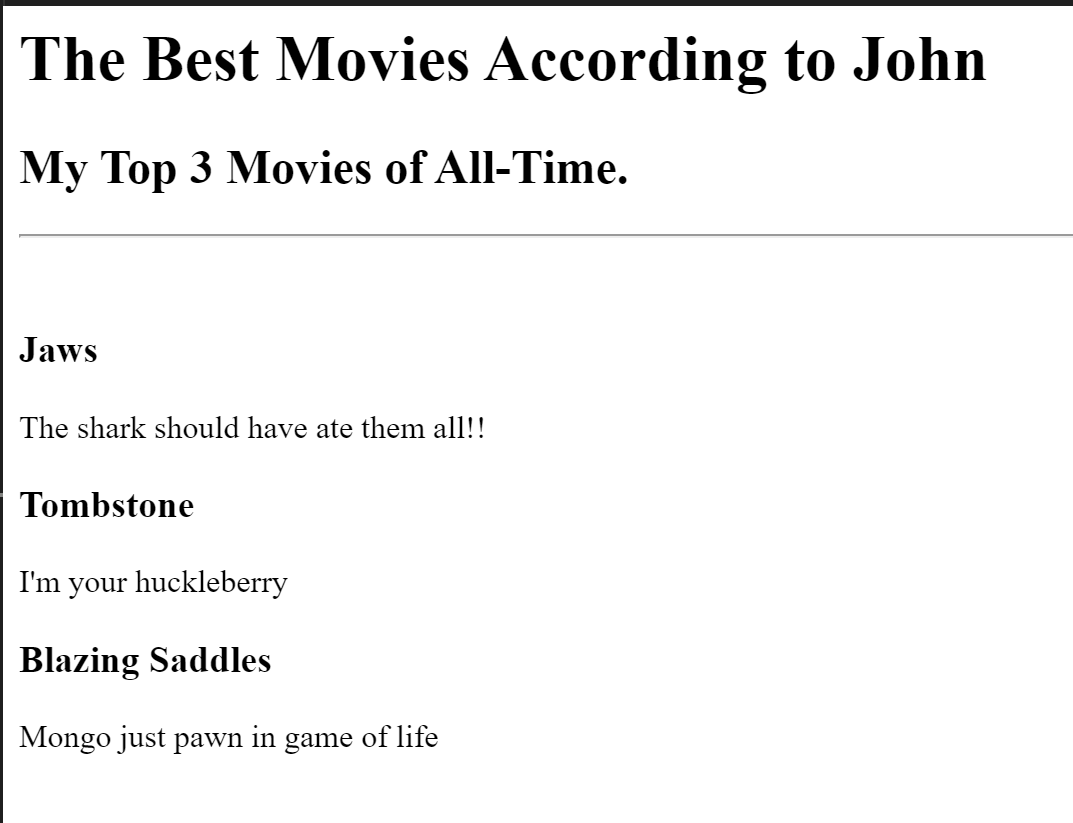 The Best Movies According to John
My Top 3 Movies of All-Time.
Jaws
The shark should have ate them all!!
Tombstone
I'm your huckleberry
Blazing Saddles
Mongo just pawn in game of life